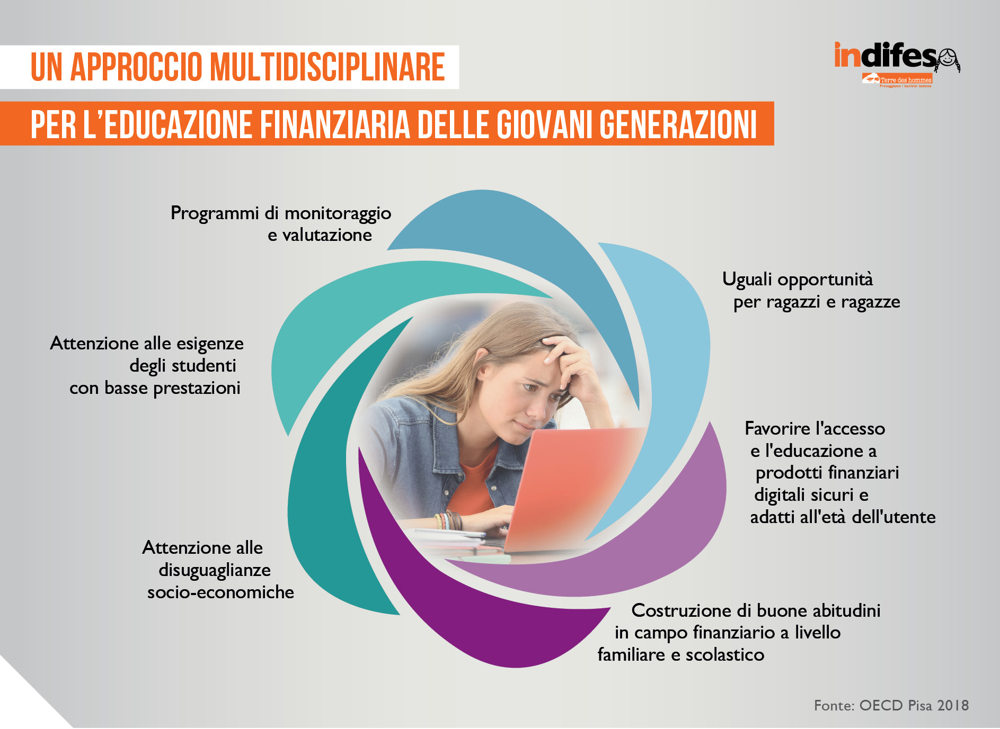 UN APPROCCIO MULTIDISCIPLINARE
PER L'EDUCAZIONE FINANZIARIA DELLE GIOVANI GENERAZIONI
indifesa
Terre des hommes
Proteggiamo i bambini insieme
Programmi di monitoraggio
e valutazione
Uguali opportunità
per ragazzi e ragazze
Attenzione alle esigenze
degli studenti
con basse prestazioni
Favorire l'accesso
e l'educazione a
prodotti finanziari
digitali sicuri e
adatti all'età dell'utente
Attenzione alle
disuguaglianze
socio-economiche
Costruzione di buone abitudini
in campo finanziario a livello
familiare e scolastico
Fonte: OECD Pisa 2018